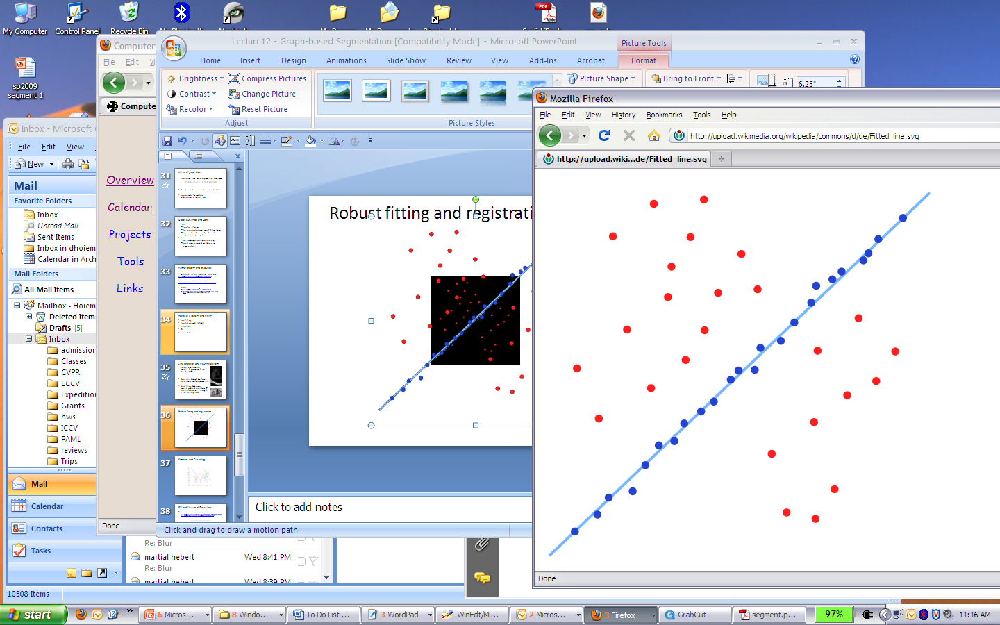 My Computer
Control Panel
Recycle Bin
sp2009
segment 1
Lecture12 - Graph-based Segmentation [Compatibility Mode] - Microsoft PowerPoint
Picture Tools
Home
Insert
Design
Animations
Slide Show
Review
View
Add-Ins
Acrobat
Format
Brightness
Contrast
Recolor
Compress Pictures
Change Picture
Reset Picture
Adjust
Picture Styles
Picture Shape
Bring to Front
6.25"
Computer
File
Edit
Compute
Overview
Calendar
Projects
Tools
Links
Done
Inbox - Microsoft
File
Edit
View
New
Mail
Favorite Folders
Inbox
Unread Mail
Sent Items
Inbox in dhoiem
Calendar in Arch
Mail Folders
All Mail Items
Mailbox - Hoiem
Deleted Item
Drafts [5]
Inbox
admission
Classes
CVPR
ECCV
Expedition
Grants
hws
ICCV
PAML
reviews
Trips
Mail
Calendar
Contacts
Tasks
10508 Items
31
32
33
34
35
36
37
38
Robust fitting and registrati
Click to add notes
Click and drag to draw a motion path
Re: Blur
martial hebert Wed 8:41 PM
Re: Blur
martial hebert Wed 8:39 PM
Mozilla Firefox
File Edit View History Bookmarks Tools Help
http://upload.wikimedia.org/wikipedia/commons/d/de/Fitted_line.svg
http://upload.wiki...de/Fitted_line.svg
Done
start
6 Micros...
8 Windo...
To Do List ...
3 WordPad
WinEdt/Mi...
2 Micros...
3 Firefox
GrabCut
segment.p...
97%
11:16 AM